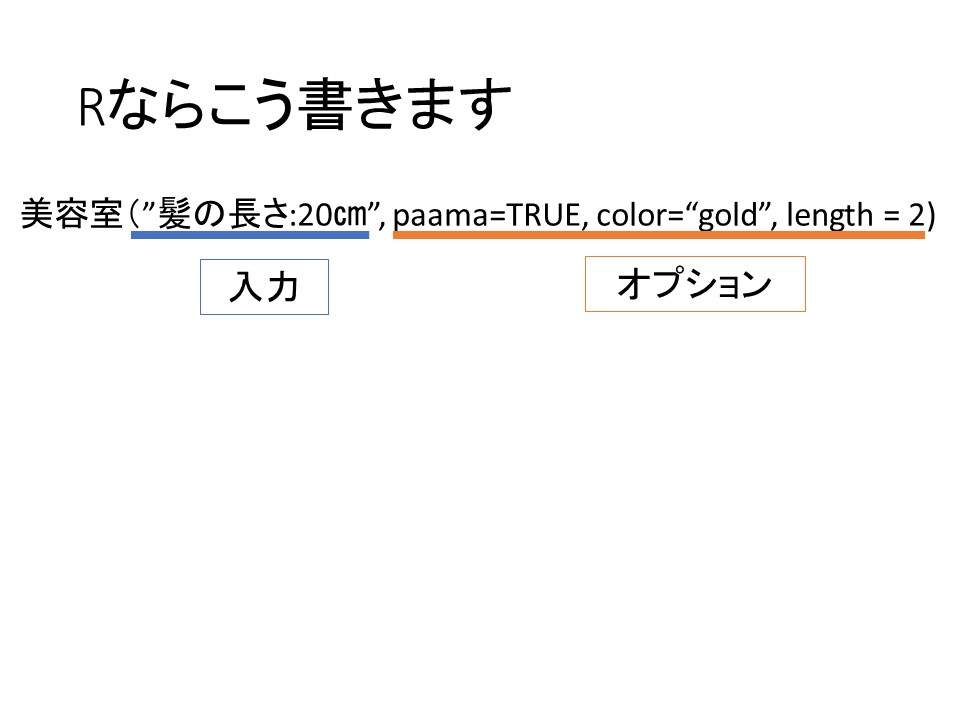 Rならこう書きます
美容室（”髪の長さ:20㎝”, paama=TRUE, color=“gold”, length = 2)
入力
オプション